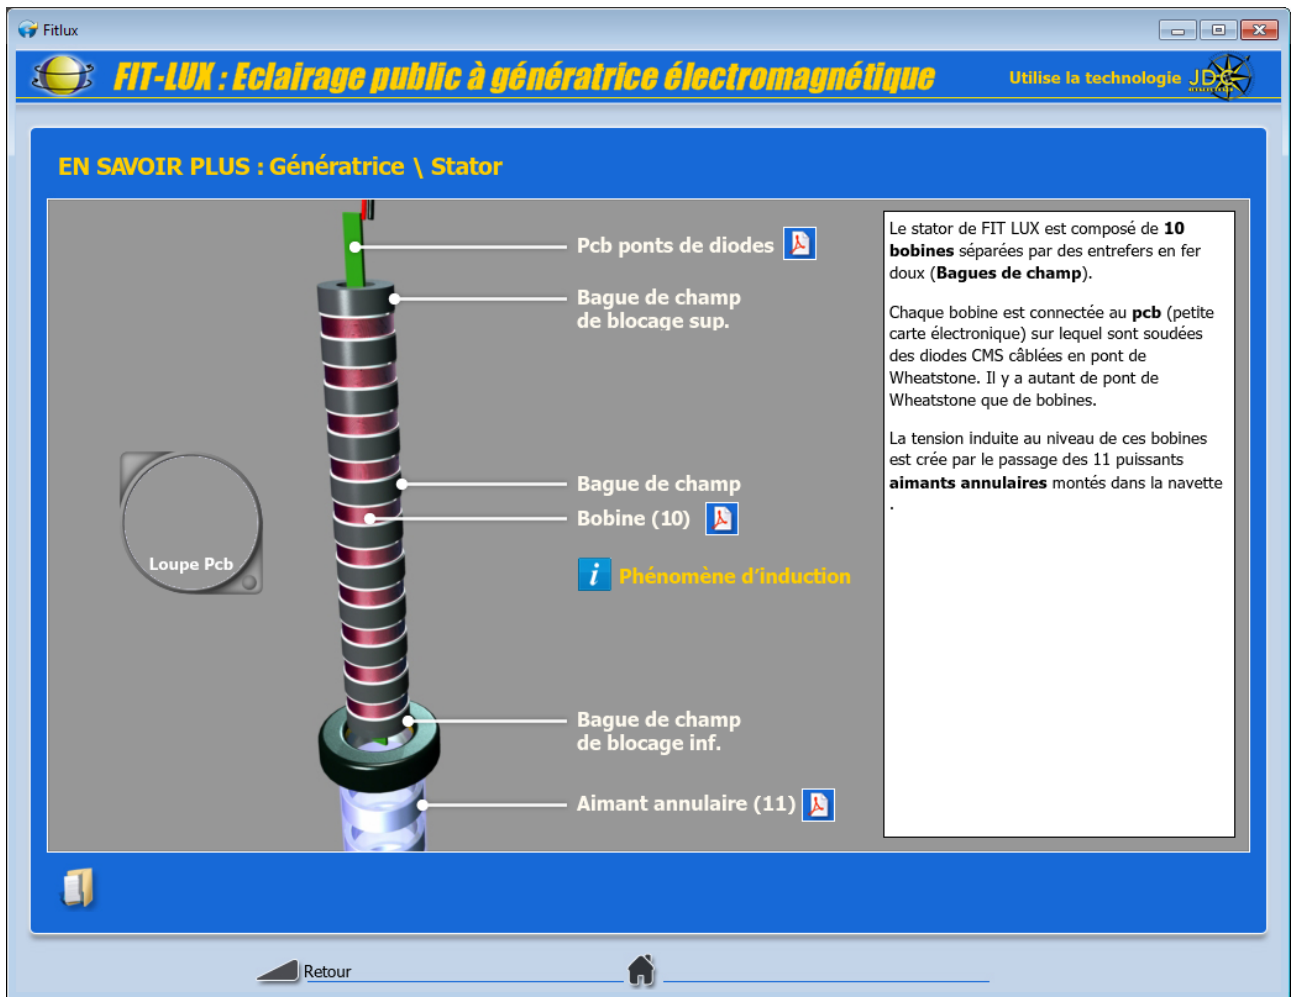 Fitlux
FIT-LUX : Eclairage public à génératrice électromagnétique
Utilise la technologie JDC
EN SAVOIR PLUS : Génératrice \ Stator
Pcb ponts de diodes
Bague de champ
de blocage sup.
Bague de champ
Bobine (10)
i Phénomène d'induction
Loupe Pcb
Bague de champ
de blocage inf.
Aimant annulaire (11)
Le stator de FIT LUX est composé de 10
bobines séparées par des entrefers en fer
doux (Bagues de champ).
Chaque bobine est connectée au pcb (petite
carte électronique) sur lequel sont soudées
des diodes CMS câblées en pont de
Wheatstone. Il y a autant de pont de
Wheatstone que de bobines.
La tension induite au niveau de ces bobines
est crée par le passage des 11 puissants
aimants annulaires montés dans la navette
.
Retour